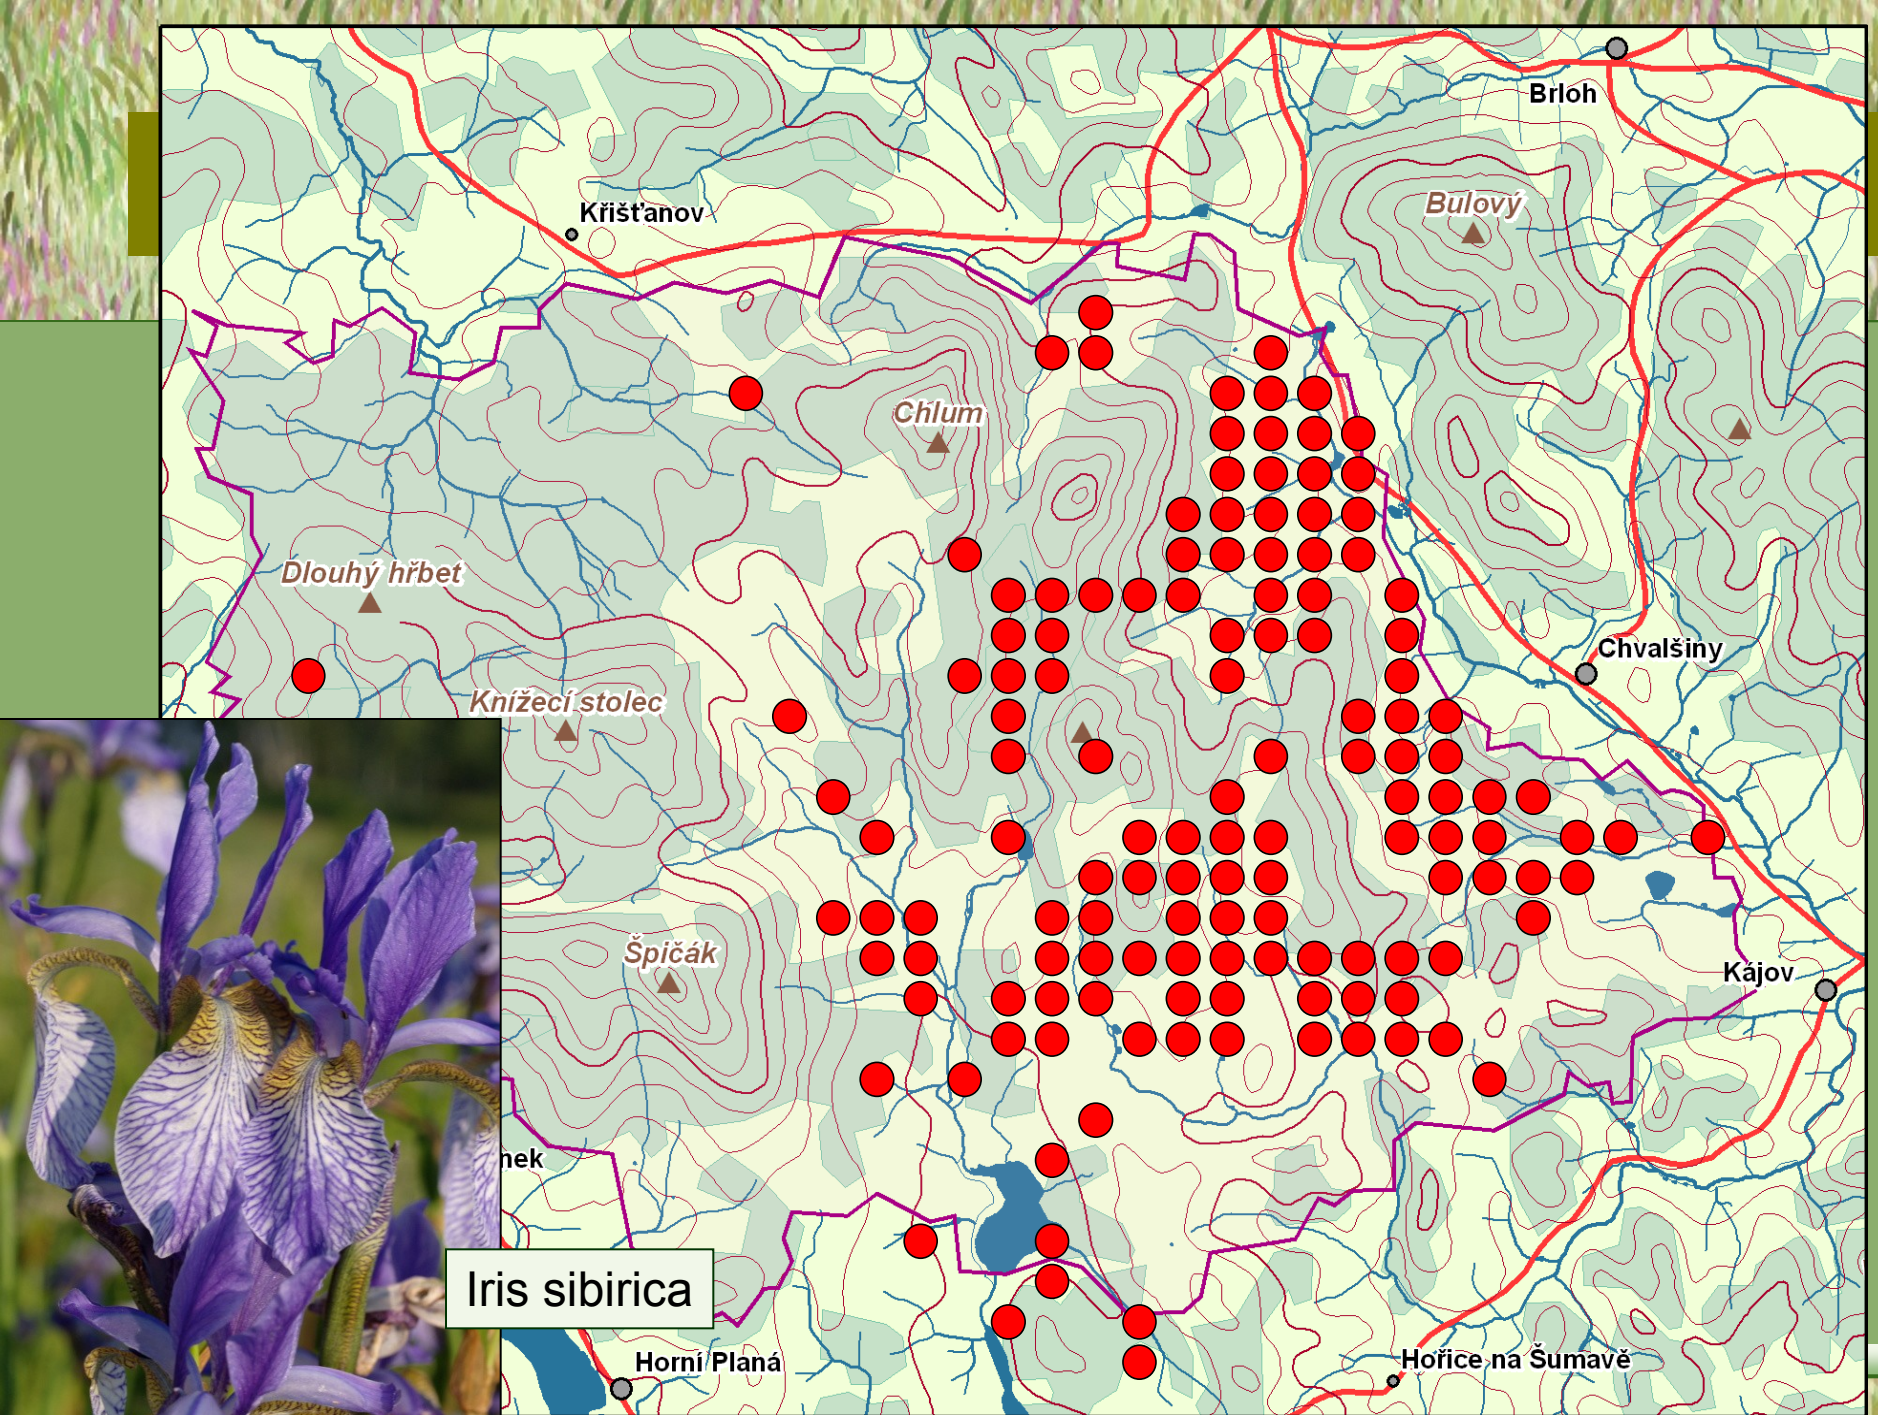 Brloh
Křišťanov
Bulový
Chlum
Dlouhý hřbet
Chvalšiny
Knížecí stolec
Špičák
Kájov
nek
Iris sibirica
Horní Planá
Hořice na Šumavě